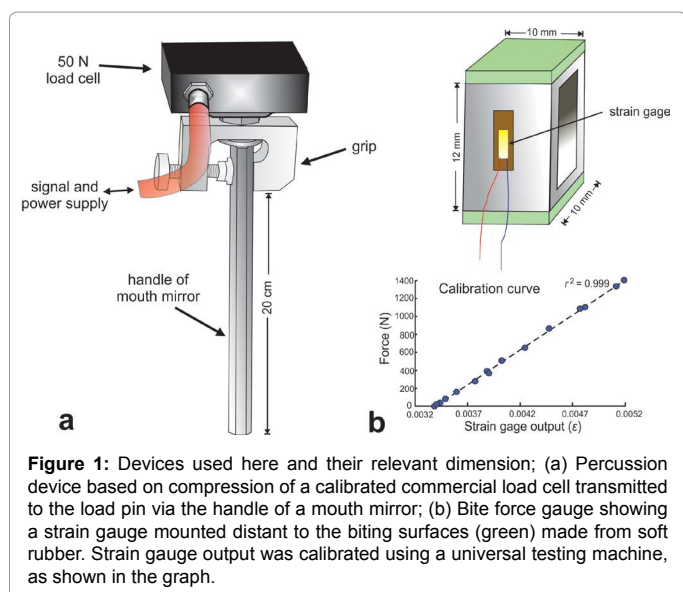 50 N
load cell
grip
signal and
power supply
handle of
mouth mirror
20 cm
a
10 mm
strain gage
12 mm
10 mm
Calibration curve
r² = 0.999
Force (N)
1400
1200
1000
800
600
400
200
0
0.0032 0.0037 0.0042 0.0047 0.0052
Strain gage output (ε)
b
Figure 1: Devices used here and their relevant dimension; (a) Percussion
device based on compression of a calibrated commercial load cell transmitted
to the load pin via the handle of a mouth mirror; (b) Bite force gauge showing
a strain gauge mounted distant to the biting surfaces (green) made from soft
rubber. Strain gauge output was calibrated using a universal testing machine,
as shown in the graph.